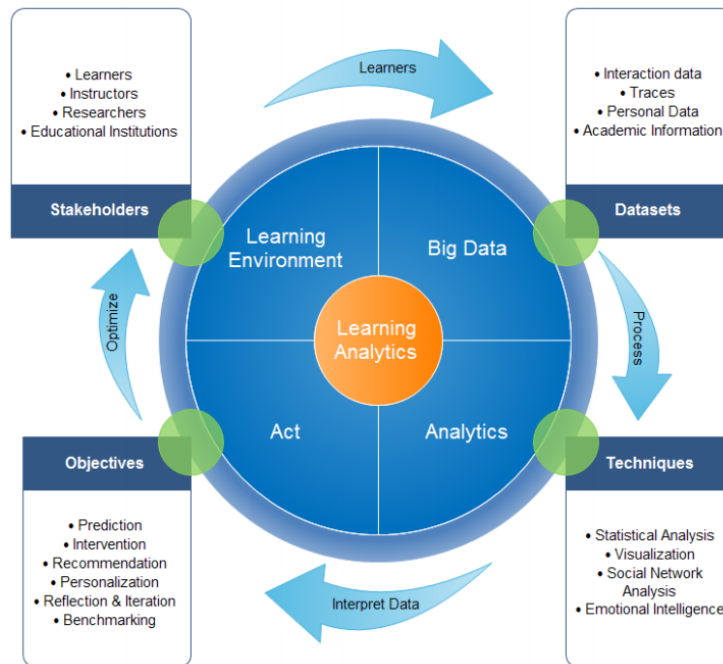 • Learners
• Instructors
• Researchers
• Educational Institutions
Stakeholders
Learners
• Interaction data
• Traces
• Personal Data
• Academic Information
Datasets
Learning
Environment
Big Data
Learning
Analytics
Act
Analytics
Optimize
Process
Objectives
• Prediction
• Intervention
• Recommendation
• Personalization
• Reflection & Iteration
• Benchmarking
Interpret Data
Techniques
• Statistical Analysis
• Visualization
• Social Network
Analysis
• Emotional Intelligence